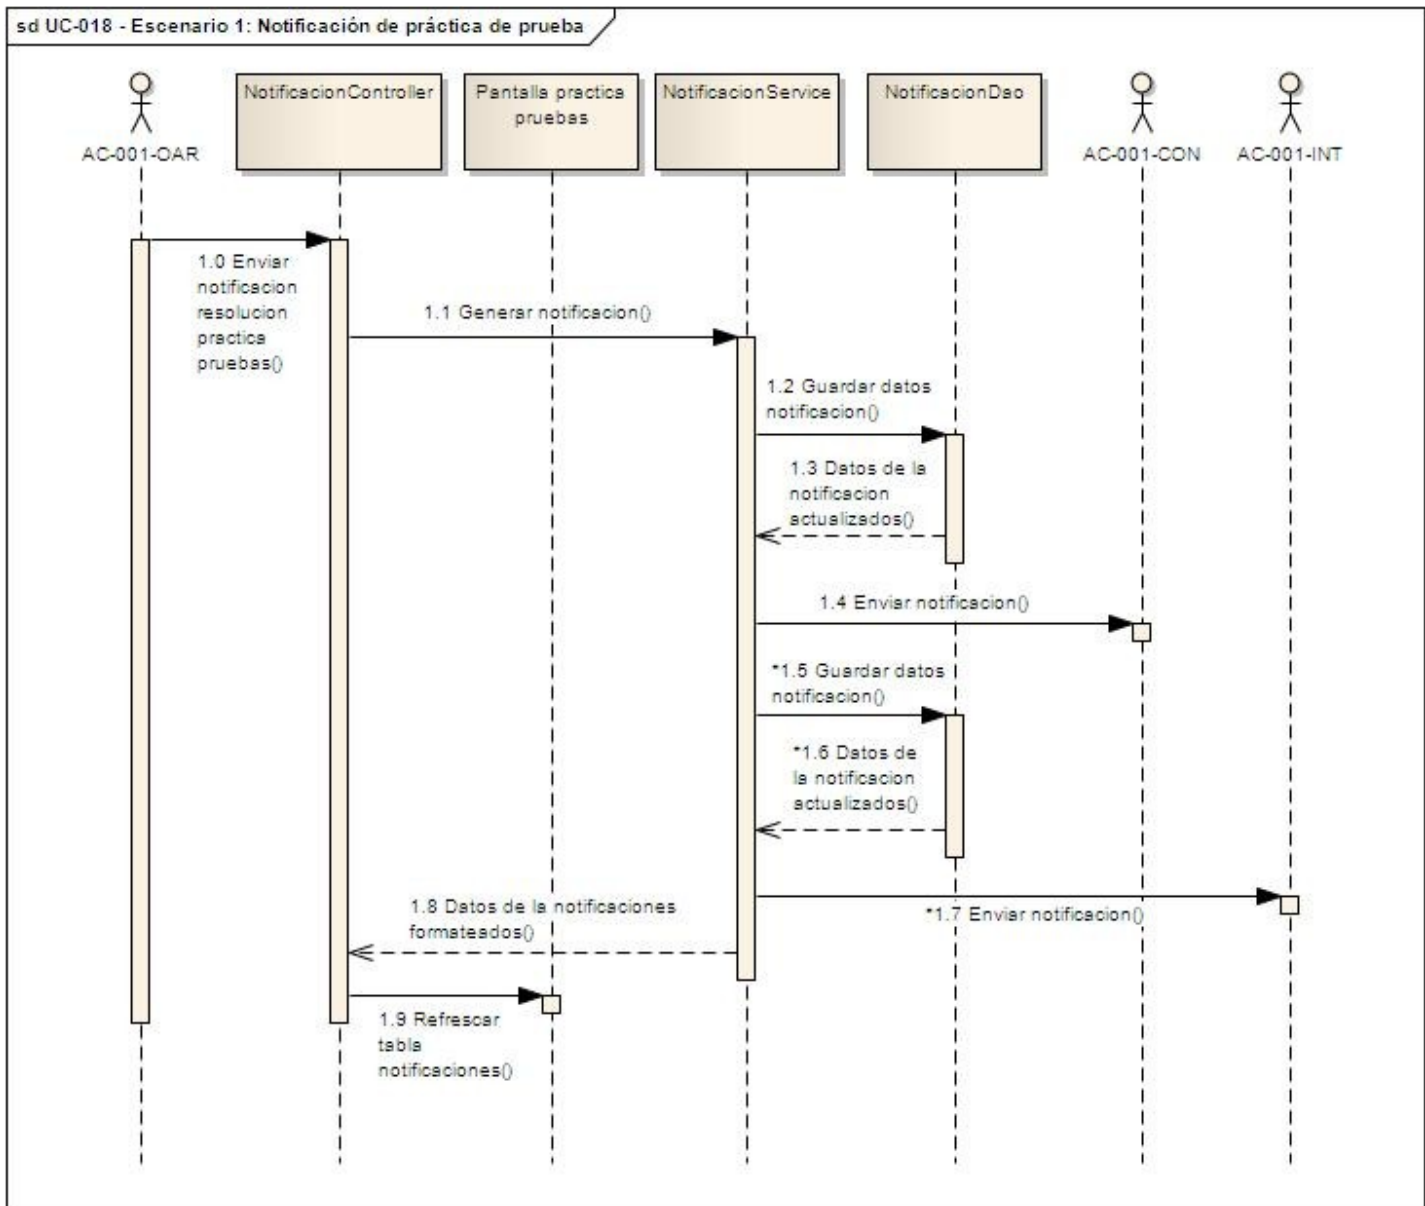 sd UC-018 - Escenario 1: Notificación de práctica de prueba
AC-001-OAR
NotificacionController
Pantalla practica
pruebas
NotificacionService
NotificacionDao
AC-001-CON
AC-001-INT
1.0 Enviar
notificacion
resolucion
practica
pruebas()
1.1 Generar notificacion()
1.2 Guardar datos
notificacion()
1.3 Datos de la
notificacion
actualizados()
1.4 Enviar notificacion()
*1.5 Guardar datos
notificacion()
*1.6 Datos de
la notificacion
actualizados()
*1.7 Enviar notificacion()
1.8 Datos de la notificaciones
formateados()
1.9 Refrescar
tabla
notificaciones()